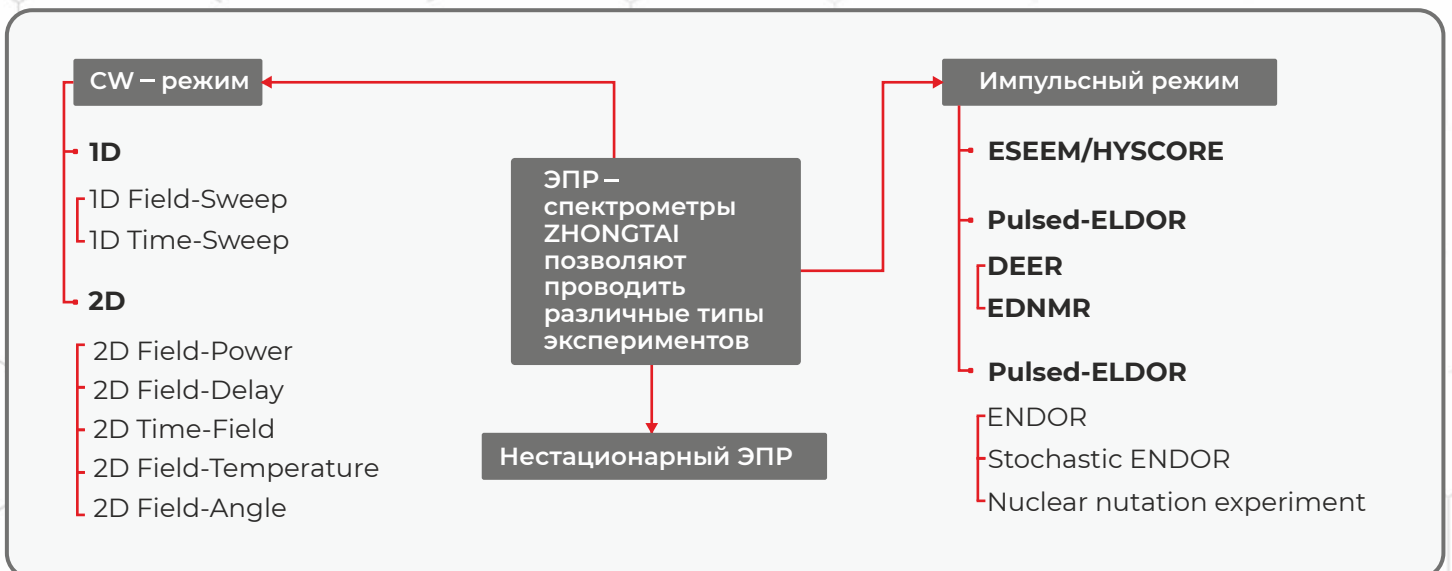 CW – режим
1D
1D Field-Sweep
1D Time-Sweep
2D
2D Field-Power
2D Field-Delay
2D Time-Field
2D Field-Temperature
2D Field-Angle
ЭПР –
спектрометры
ZHONGTAI
позволяют
проводить
различные типы
экспериментов
Нестационарный ЭПР
Импульсный режим
ESEEM/HYSCORE
Pulsed-ELDOR
DEER
EDNMR
Pulsed-ELDOR
ENDOR
Stochastic ENDOR
Nuclear nutation experiment